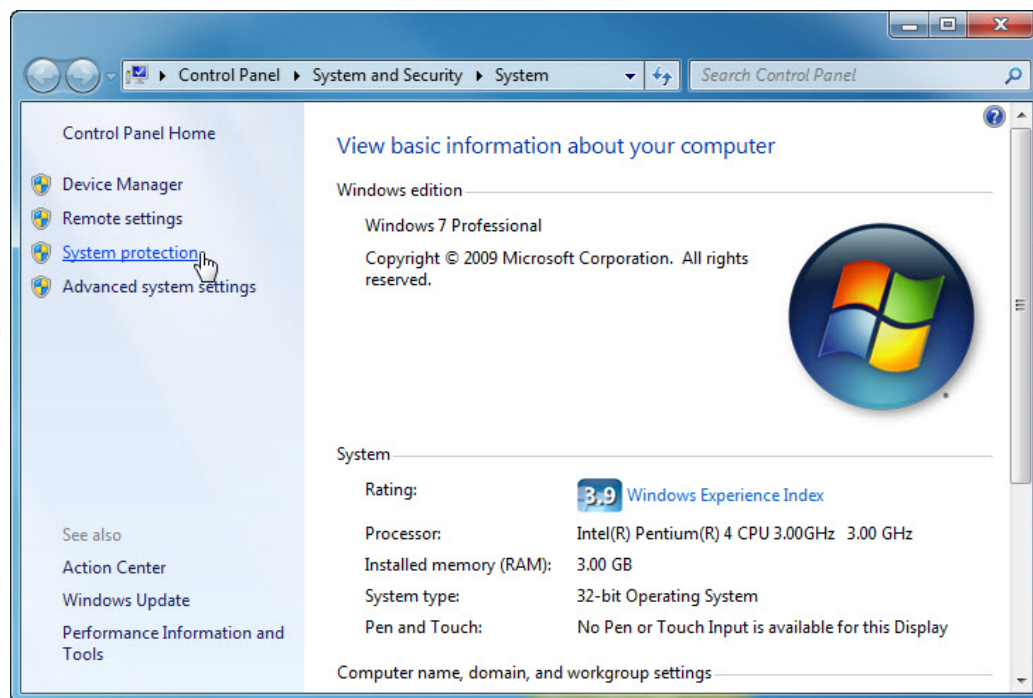 Control Panel ▸ System and Security ▸ System
Search Control Panel
Control Panel Home
Device Manager
Remote settings
System protection
Advanced system settings
See also
Action Center
Windows Update
Performance Information and
Tools
View basic information about your computer
Windows edition
Windows 7 Professional
Copyright © 2009 Microsoft Corporation. All rights
reserved.
System
Rating: 3.9 Windows Experience Index
Processor: Intel(R) Pentium(R) 4 CPU 3.00GHz 3.00 GHz
Installed memory (RAM): 3.00 GB
System type: 32-bit Operating System
Pen and Touch: No Pen or Touch Input is available for this Display
Computer name, domain, and workgroup settings